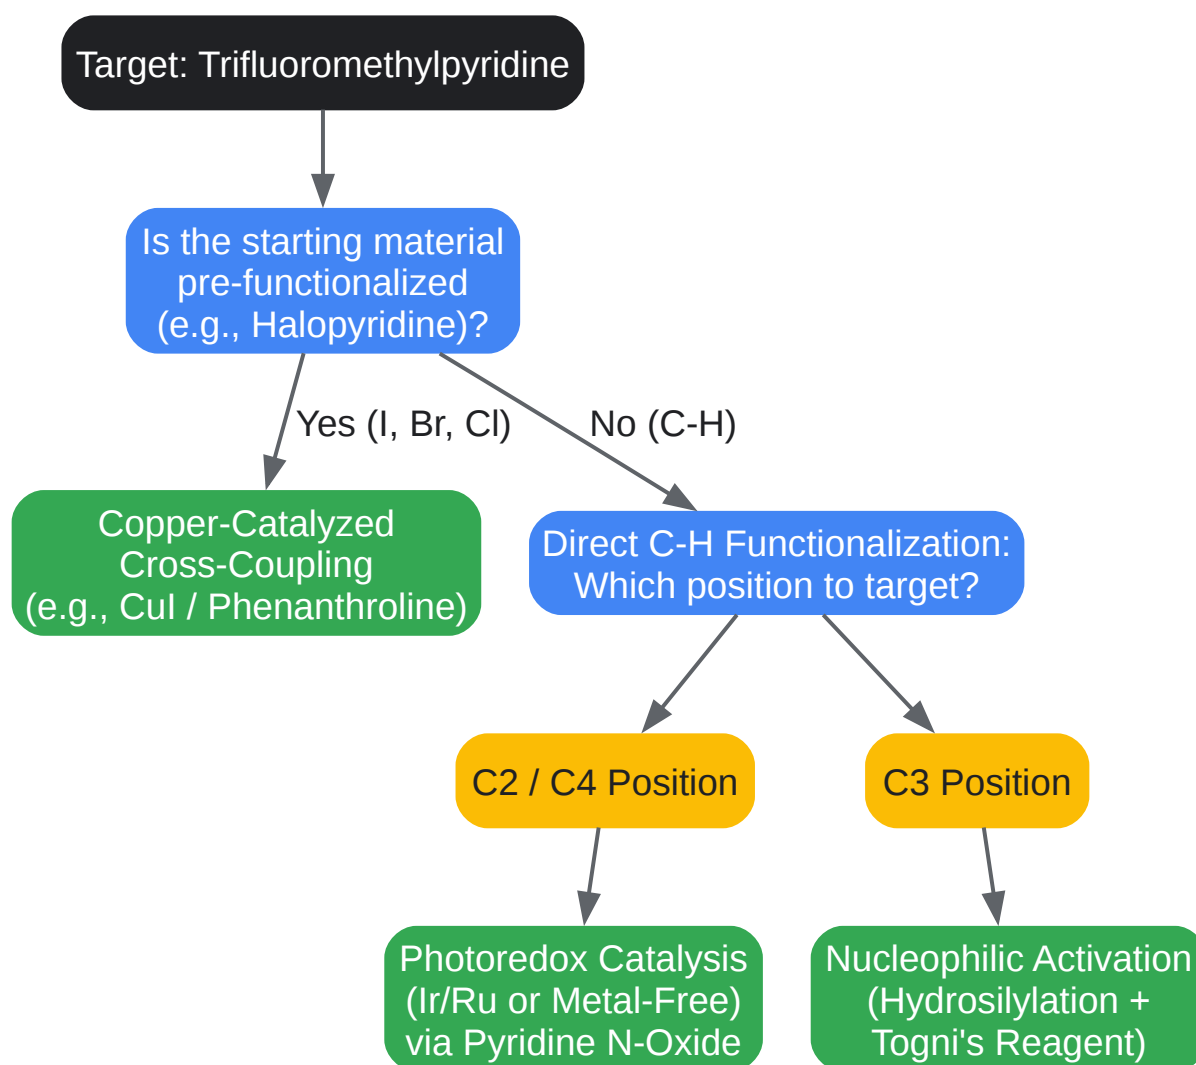 Target: Trifluoromethylpyridine
Is the starting material
pre-functionalized
(e.g., Halopyridine)?
Yes (I, Br, Cl)
No (C-H)
Copper-Catalyzed
Cross-Coupling
(e.g., CuI / Phenanthroline)
Direct C-H Functionalization:
Which position to target?
C2 / C4 Position
C3 Position
Photoredox Catalysis
(Ir/Ru or Metal-Free)
via Pyridine N-Oxide
Nucleophilic Activation
(Hydrosilylation +
Togni's Reagent)